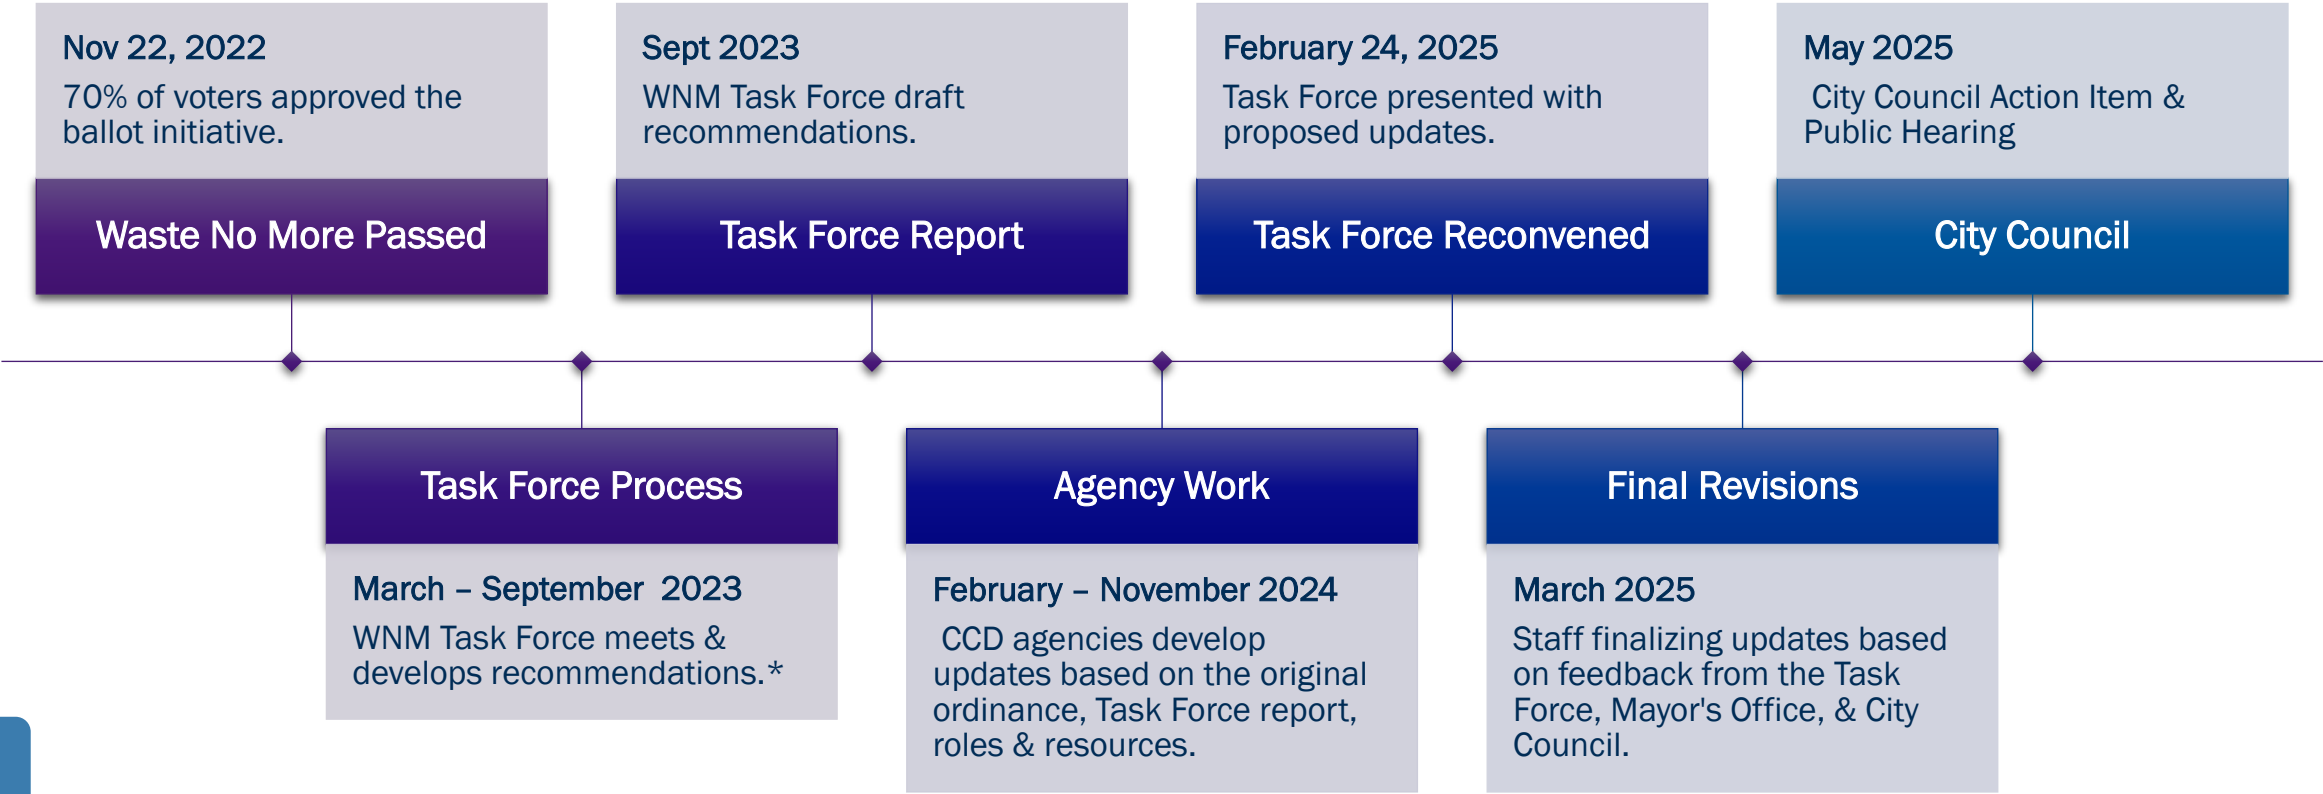 Nov 22, 2022
70% of voters approved the
ballot initiative.
Waste No More Passed
March – September 2023
WNM Task Force meets &
develops recommendations.*
Task Force Process
Sept 2023
WNM Task Force draft
recommendations.
Task Force Report
Agency Work
February – November 2024
CCD agencies develop
updates based on the original
ordinance, Task Force report,
roles & resources.
February 24, 2025
Task Force presented with
proposed updates.
Task Force Reconvened
Final Revisions
March 2025
Staff finalizing updates based
on feedback from the Task
Force, Mayor's Office, & City
Council.
May 2025
City Council Action Item &
Public Hearing
City Council